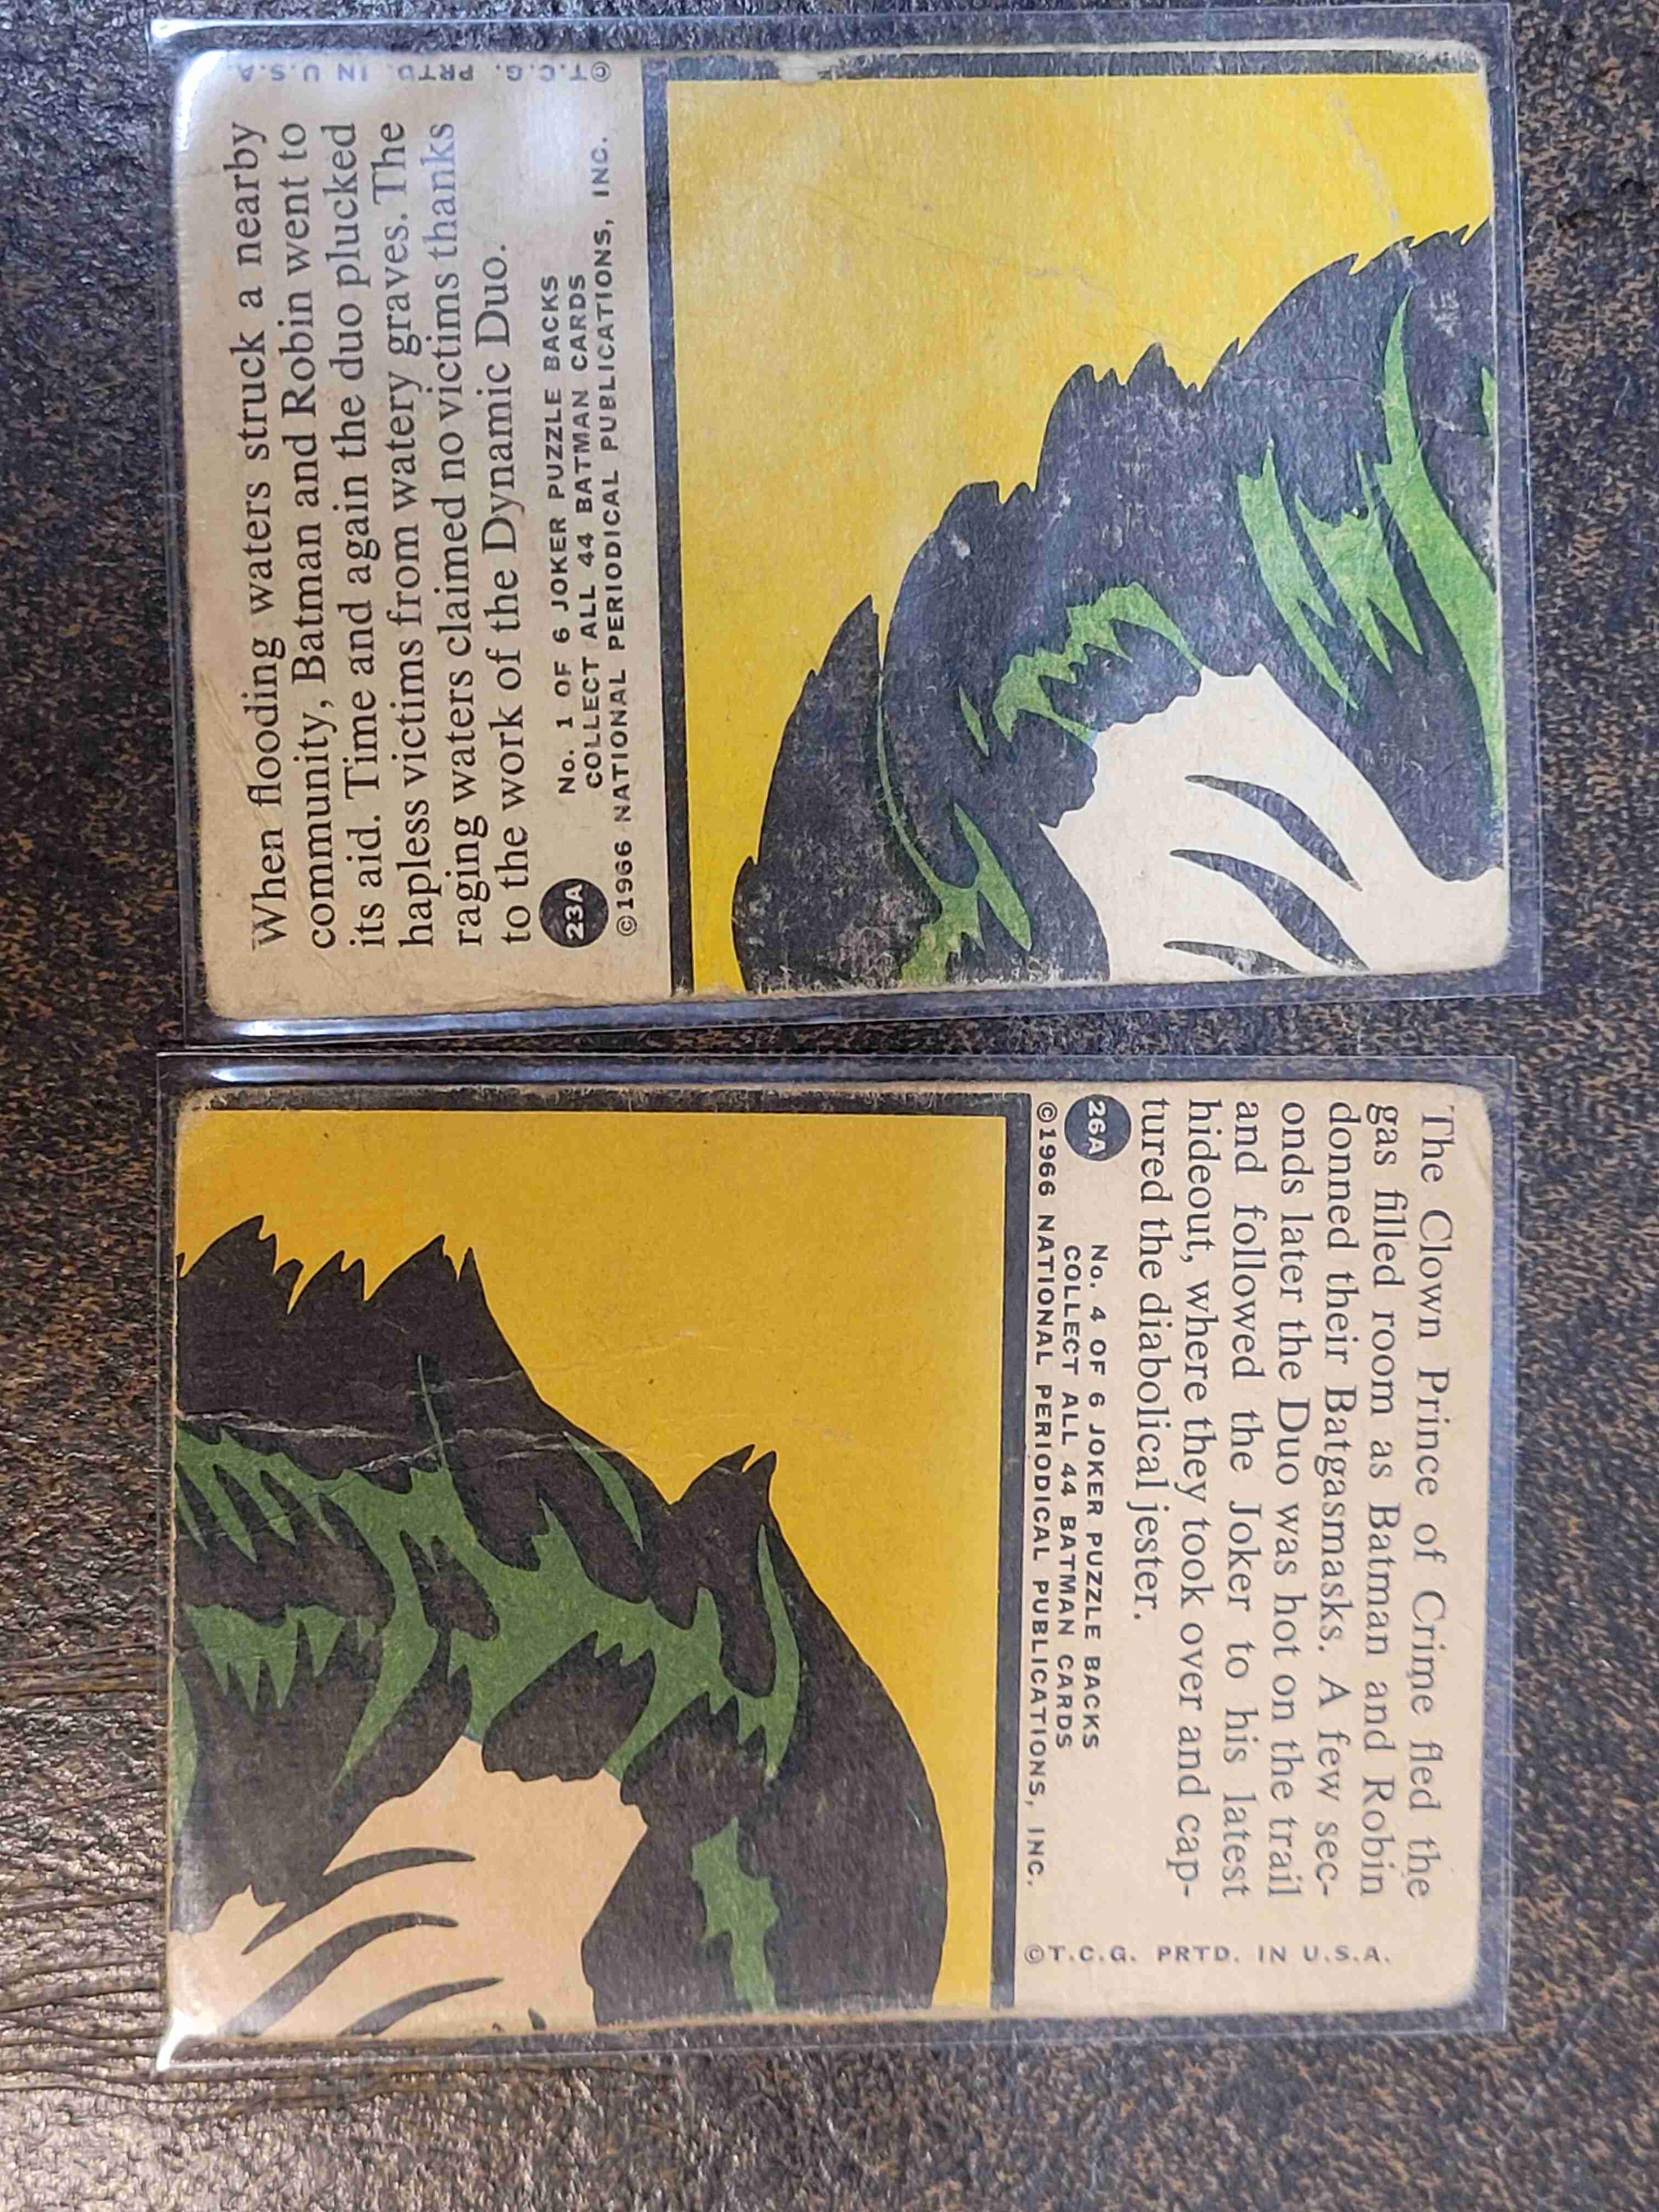 When flooding waters struck a nearby
community, Batman and Robin went to
its aid. Time and again the duo plucked
hapless victims from watery graves. The
raging waters claimed no victims thanks
to the work of the Dynamic Duo.
23A
No. 1 OF 6 JOKER PUZZLE BACKS
COLLECT ALL 44 BATMAN CARDS
©1966 NATIONAL PERIODICAL PUBLICATIONS, INC.
©T.C.G. PRTD. IN U.S.A.
The Clown Prince of Crime fled the
gas filled room as Batman and Robin
donned their Batgasmasks. A few sec-
onds later the Duo was hot on the trail
and followed the Joker to his latest
hideout, where they took over and cap-
tured the diabolical jester.
26A
No. 4 OF 6 JOKER PUZZLE BACKS
COLLECT ALL 44 BATMAN CARDS
©1966 NATIONAL PERIODICAL PUBLICATIONS, INC.
©T.C.G. PRTD. IN U.S.A.